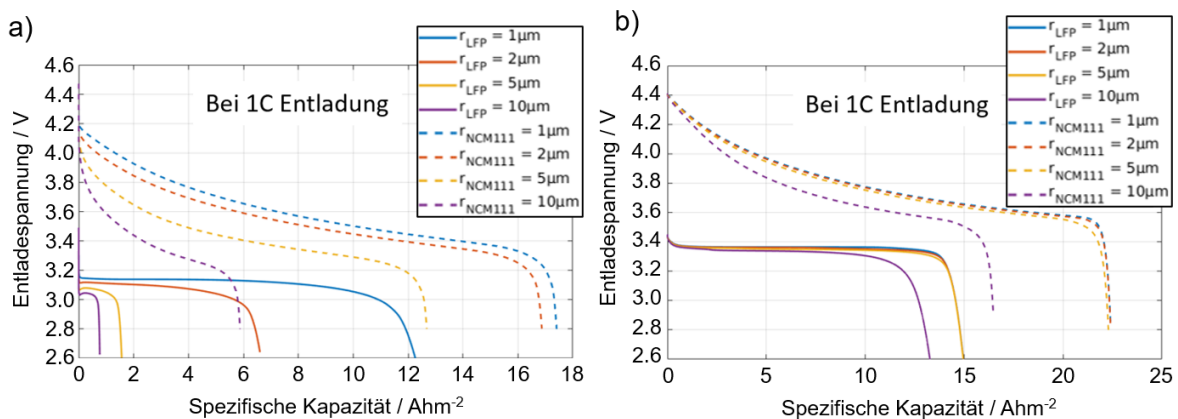 a)
r_LFP = 1µm
r_LFP = 2µm
r_LFP = 5µm
r_LFP = 10µm
r_NCM111 = 1µm
r_NCM111 = 2µm
r_NCM111 = 5µm
r_NCM111 = 10µm
Bei 1C Entladung
Entladespannung / V
4.6
4.4
4.2
4.0
3.8
3.6
3.4
3.2
3.0
2.8
2.6
0 2 4 6 8 10 12 14 16 18
Spezifische Kapazität / Ahm⁻²
b)
r_LFP = 1µm
r_LFP = 2µm
r_LFP = 5µm
r_LFP = 10µm
r_NCM111 = 1µm
r_NCM111 = 2µm
r_NCM111 = 5µm
r_NCM111 = 10µm
Bei 1C Entladung
Entladespannung / V
4.6
4.4
4.2
4.0
3.8
3.6
3.4
3.2
3.0
2.8
2.6
0 5 10 15 20 25
Spezifische Kapazität / Ahm⁻²